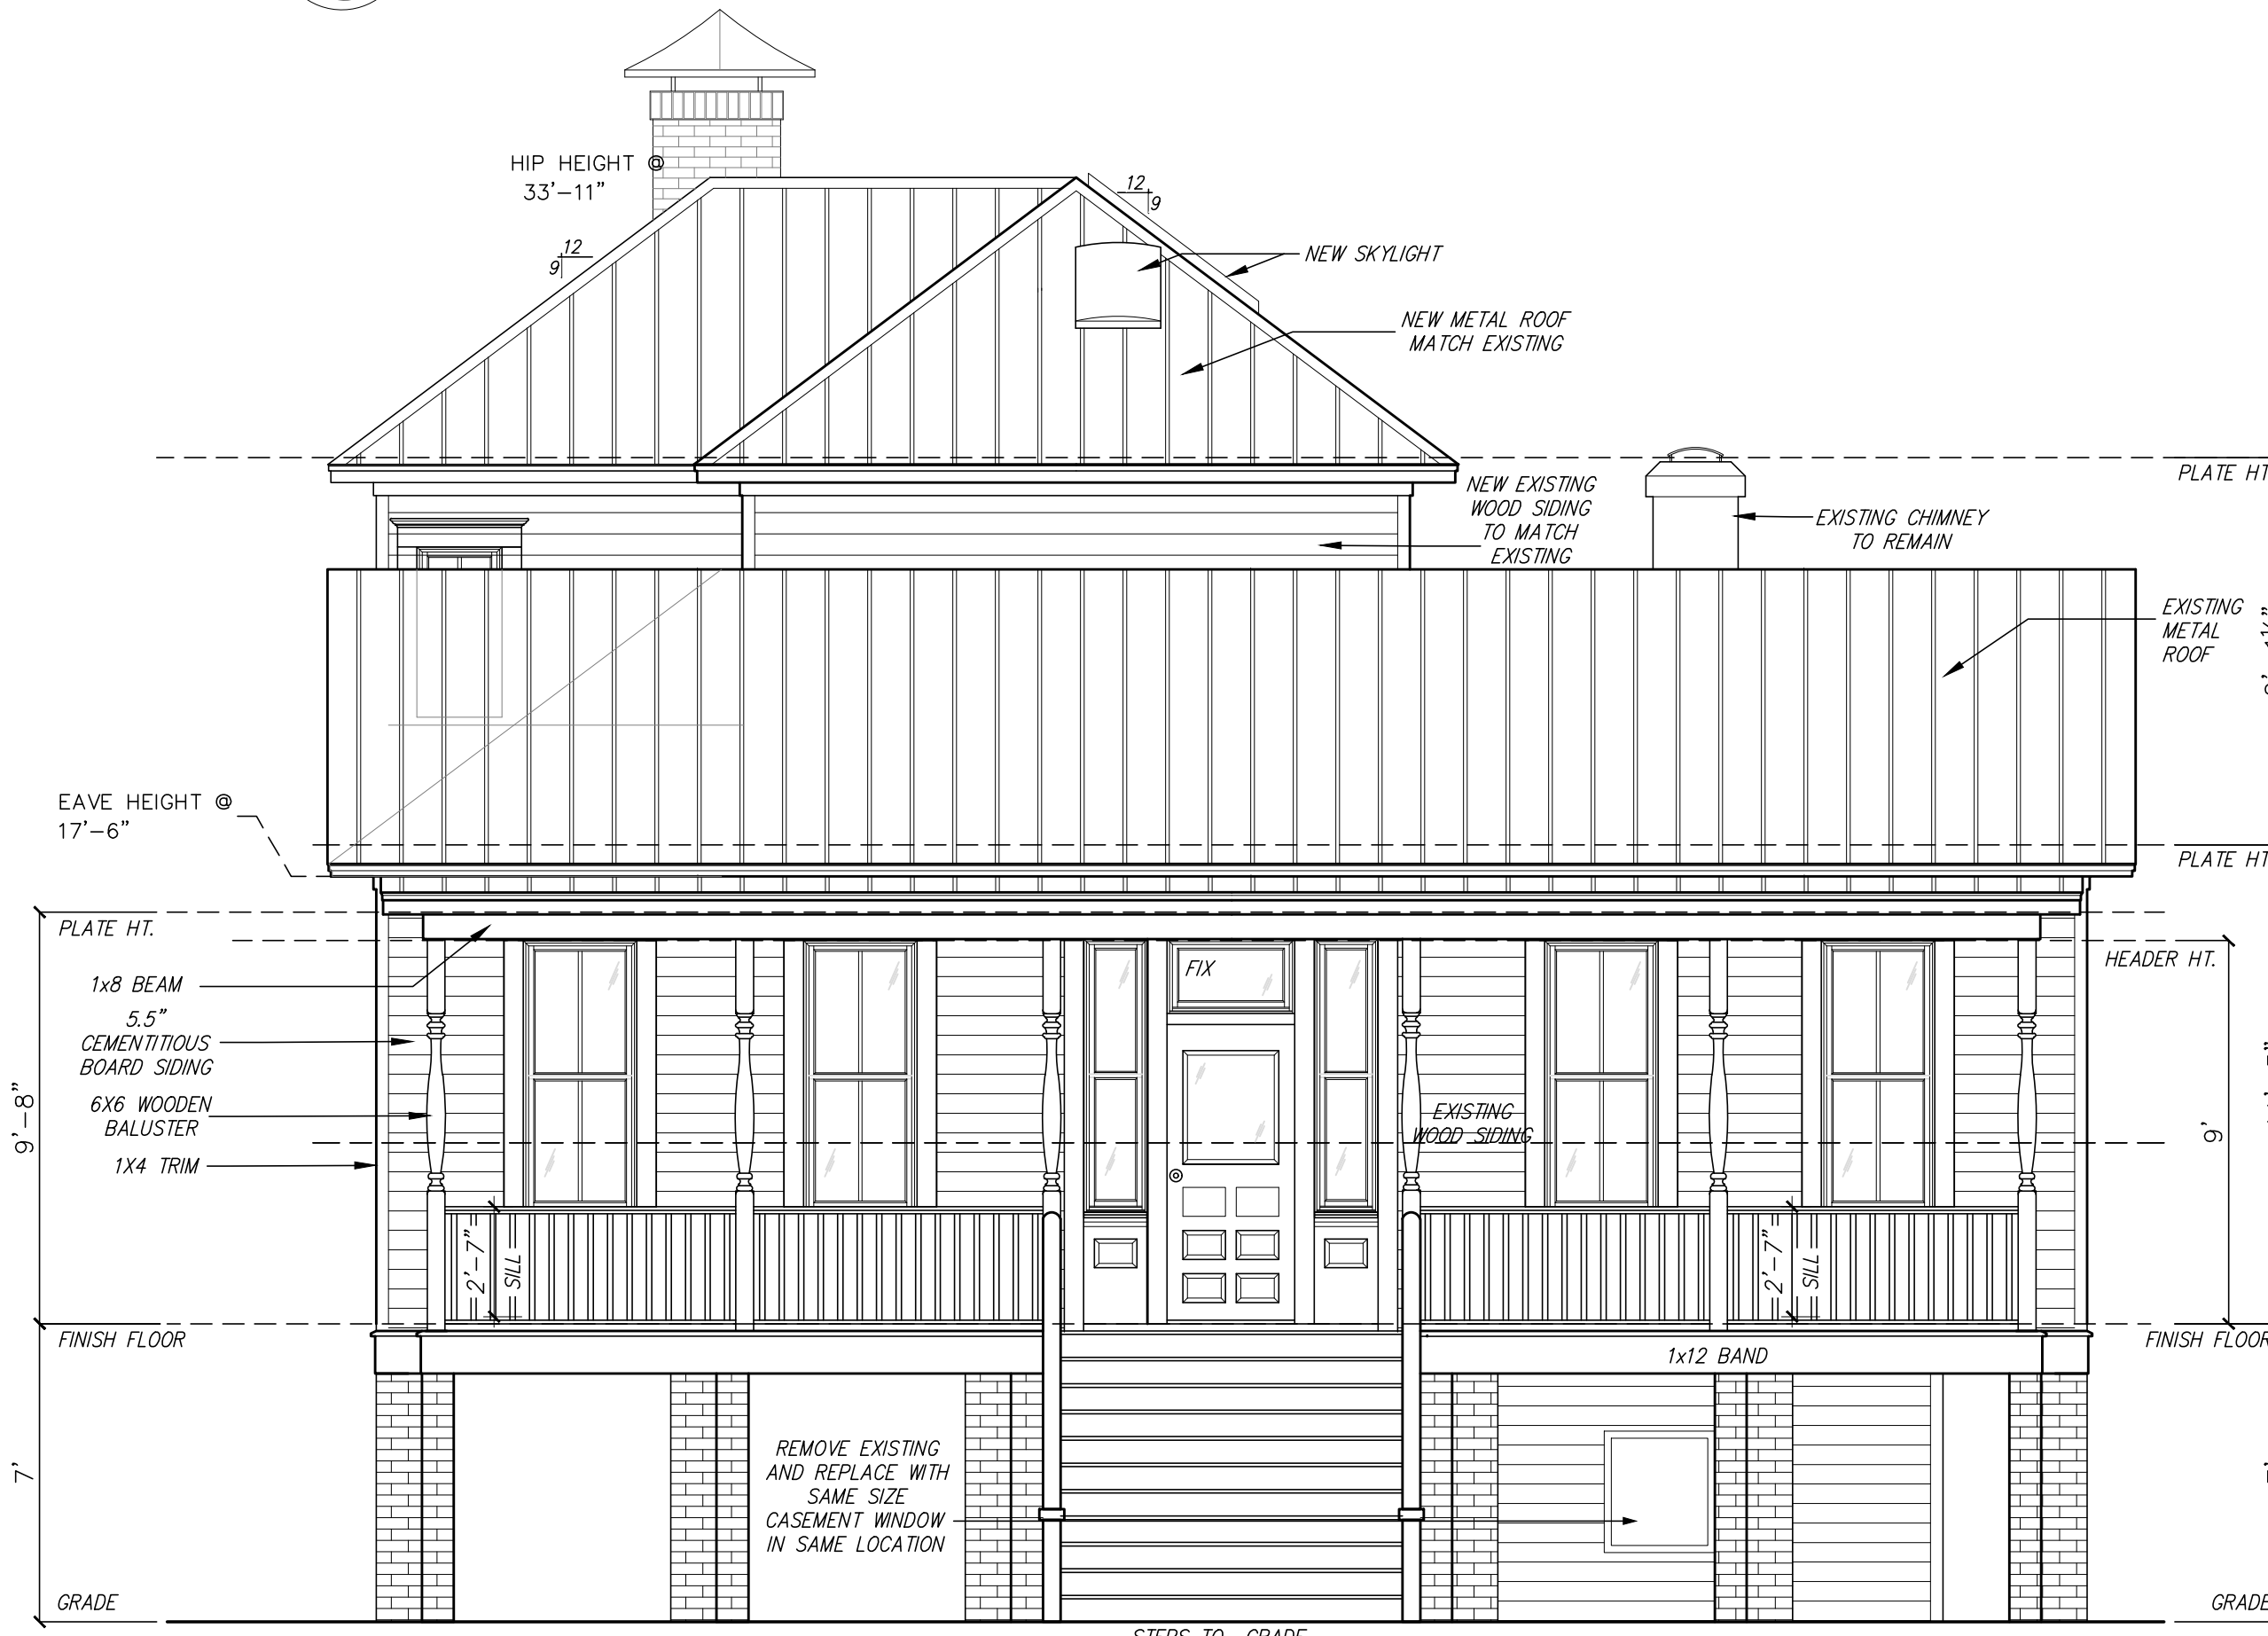 HIP HEIGHT @
33'-11"
12
9
12
9
NEW SKYLIGHT
NEW METAL ROOF
MATCH EXISTING
PLATE HT
NEW EXISTING
WOOD SIDING
TO MATCH
EXISTING
EXISTING CHIMNEY
TO REMAIN
EXISTING
METAL
ROOF
EAVE HEIGHT @
17'-6"
PLATE HT
PLATE HT.
HEADER HT.
1x8 BEAM
FIX
5.5"
CEMENTITIOUS
BOARD SIDING
6X6 WOODEN
BALUSTER
1X4 TRIM
EXISTING
WOOD SIDING
9'-8"
9'
2'-7"
SILL
2'-7"
SILL
FINISH FLOOR
FINISH FLOOR
1x12 BAND
REMOVE EXISTING
AND REPLACE WITH
SAME SIZE
CASEMENT WINDOW
IN SAME LOCATION
7'
GRADE
GRADE
STEPS TO GRADE